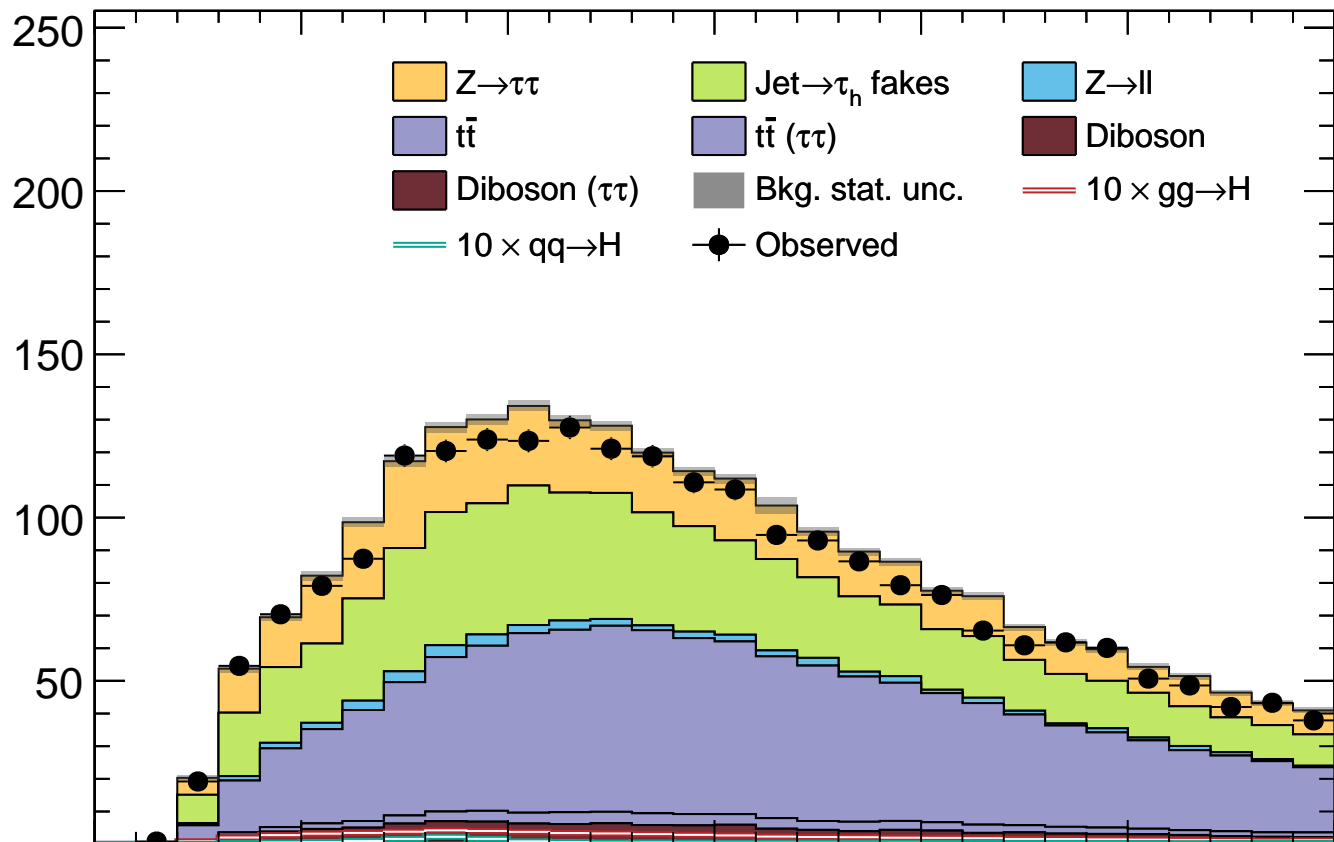 250
Z→ττ Jet→τh fakes Z→ll
tt̄ tt̄ (ττ) Diboson
200
Diboson (ττ) Bkg. stat. unc. 10 × gg→H
10 × qq→H Observed
150
100
50